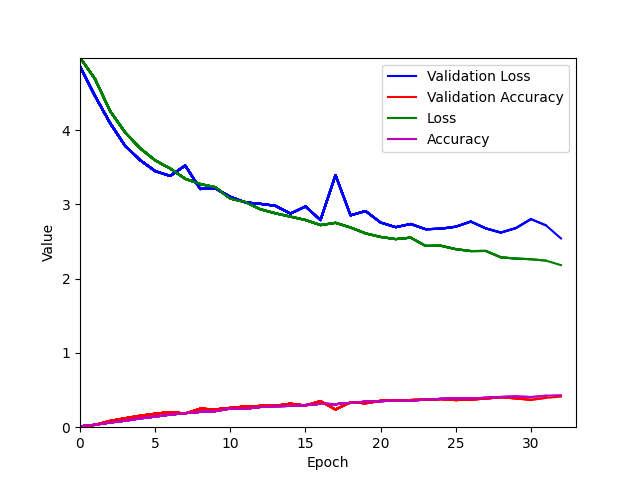 Validation Loss
Validation Accuracy
Loss
Accuracy
4
3
2
1
0
Value
0 5 10 15 20 25 30
Epoch